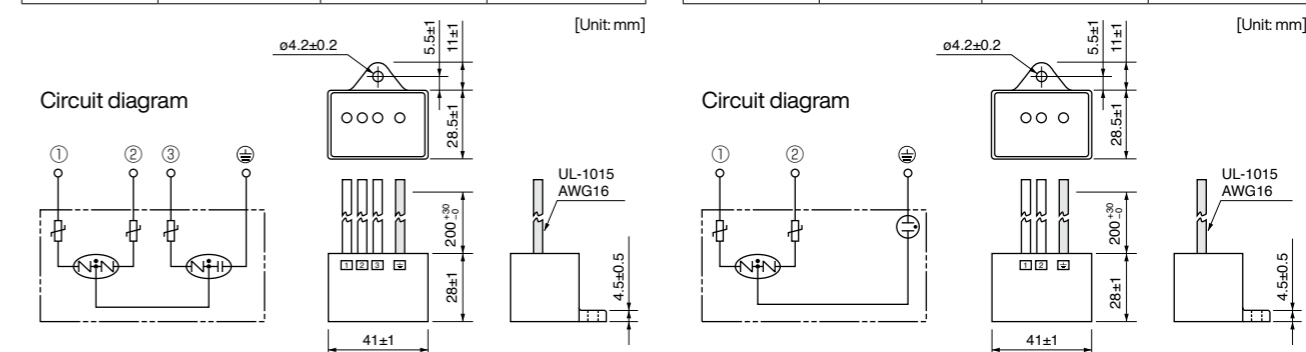 [Unit: mm]
ø4.2±0.2
5.5±1
11±1
28.5±1
Circuit diagram
① ② ③
UL-1015
AWG16
200 +30 -0
1 2 3
28±1
4.5±0.5
41±1
[Unit: mm]
ø4.2±0.2
5.5±1
11±1
28.5±1
Circuit diagram
① ②
UL-1015
AWG16
200 +30 -0
1 2
28±1
4.5±0.5
41±1